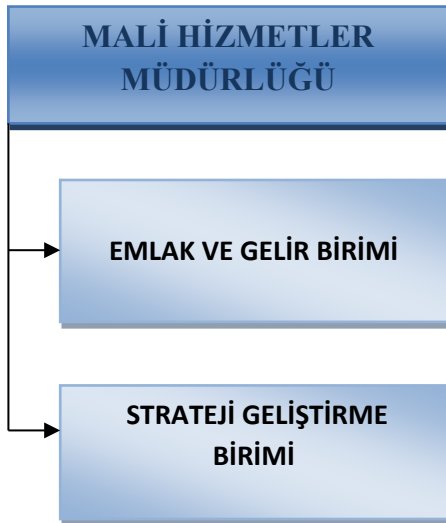 MALİ HİZMETLER
MÜDÜRLÜĞÜ
EMLAK VE GELİR BİRİMİ
STRATEJİ GELİŞTİRME
BİRİMİ